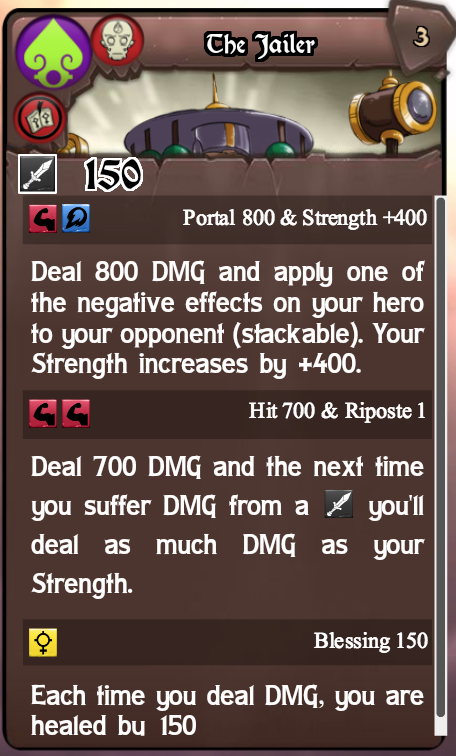 The Jailer
3
150
Portal 800 & Strength +400
Deal 800 DMG and apply one of
the negative effects on your hero
to your opponent (stackable). Your
Strength increases by +400.
Hit 700 & Riposte 1
Deal 700 DMG and the next time
you suffer DMG from a you'll
deal as much DMG as your
Strength.
Blessing 150
Each time you deal DMG, you are
healed by 150